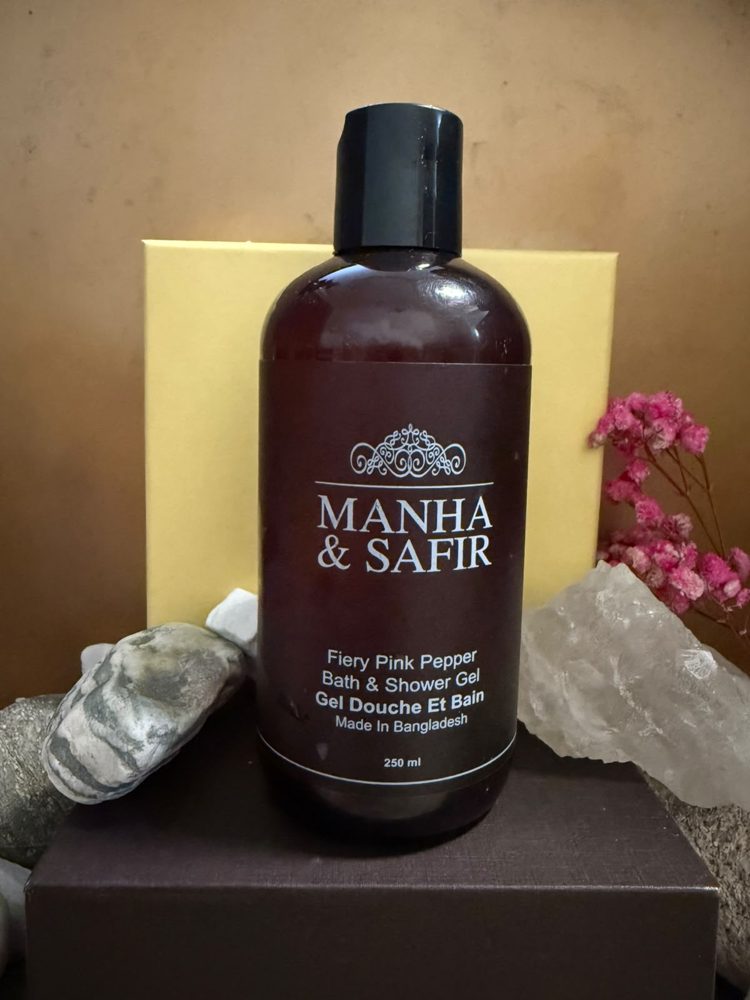 MANHA
& SAFIR
Fiery Pink Pepper
Bath & Shower Gel
Gel Douche Et Bain
Made In Bangladesh
250 ml